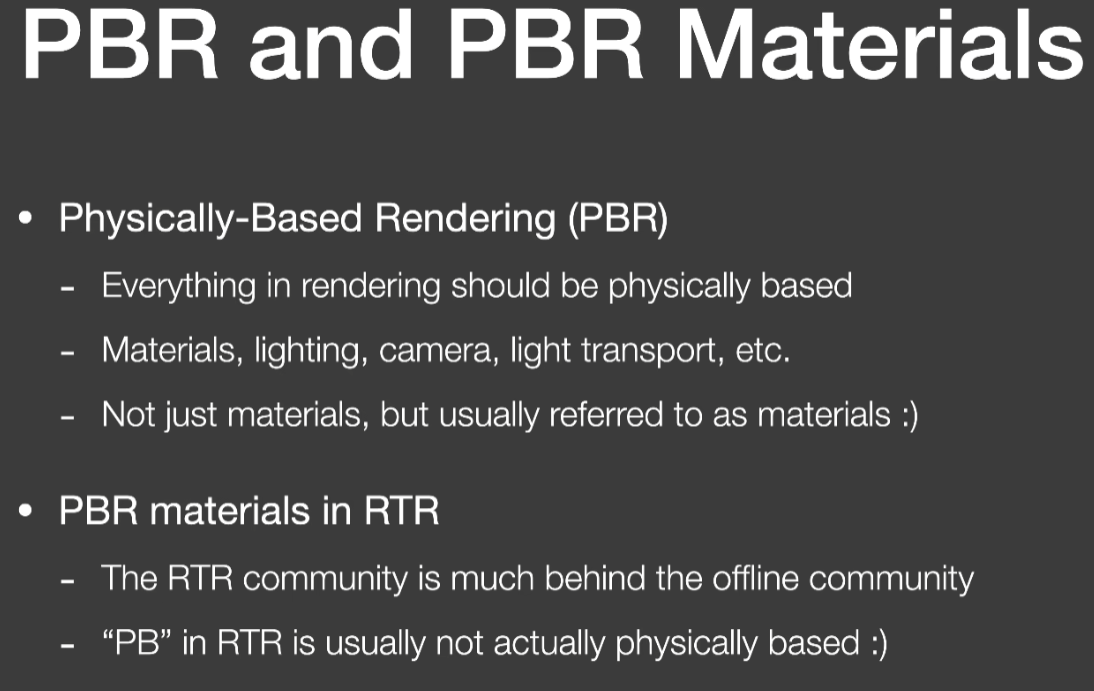 PBR and PBR Materials
• Physically-Based Rendering (PBR)
- Everything in rendering should be physically based
- Materials, lighting, camera, light transport, etc.
- Not just materials, but usually referred to as materials :)
• PBR materials in RTR
- The RTR community is much behind the offline community
- “PB” in RTR is usually not actually physically based :)